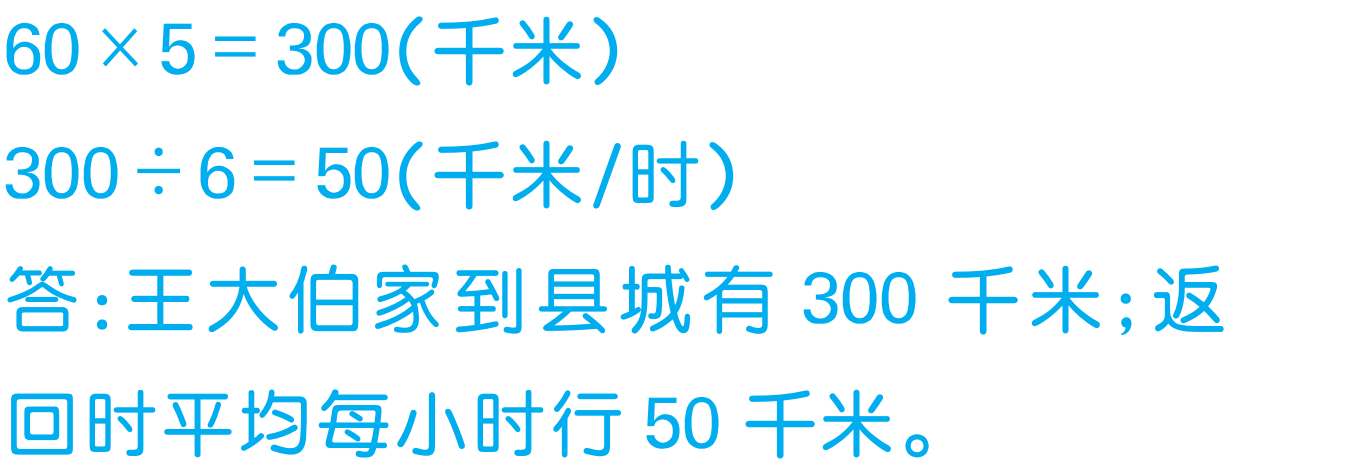 60×5=300(千米)
300÷6=50(千米/时)
答:王大伯家到县城有 300 千米;返
回时平均每小时行 50 千米。